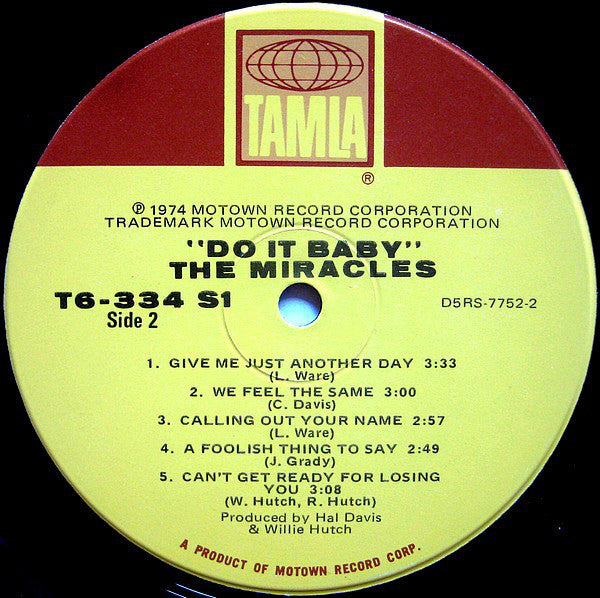 TAMLA
®
℗ 1974 MOTOWN RECORD CORPORATION
TRADEMARK MOTOWN RECORD CORPORATION
"DO IT BABY"
THE MIRACLES
T6-334 S1
Side 2
D5RS-7752-2
1. GIVE ME JUST ANOTHER DAY 3:33
(L. Ware)
2. WE FEEL THE SAME 3:00
(C. Davis)
3. CALLING OUT YOUR NAME 2:57
(L. Ware)
4. A FOOLISH THING TO SAY 2:49
(J. Grady)
5. CAN'T GET READY FOR LOSING
YOU 3:08
(W. Hutch, R. Hutch)
Produced by Hal Davis
& Willie Hutch
A PRODUCT OF MOTOWN RECORD CORP.